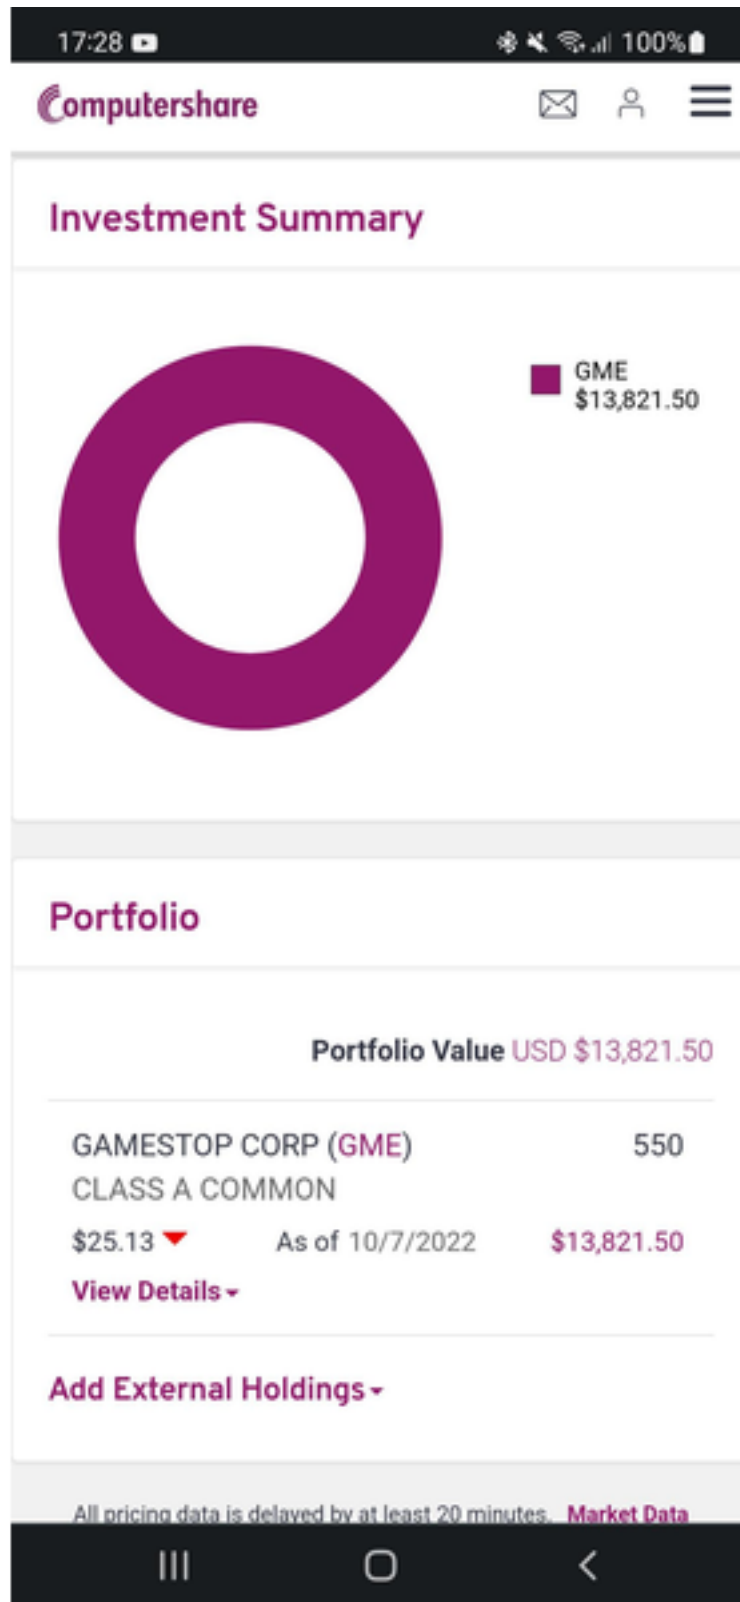 17:28
100%
Computershare
Investment Summary
GME
$13,821.50
Portfolio
Portfolio Value USD $13,821.50
GAMESTOP CORP (GME) 550
CLASS A COMMON
$25.13 As of 10/7/2022 $13,821.50
View Details
Add External Holdings
All pricing data is delayed by at least 20 minutes. Market Data